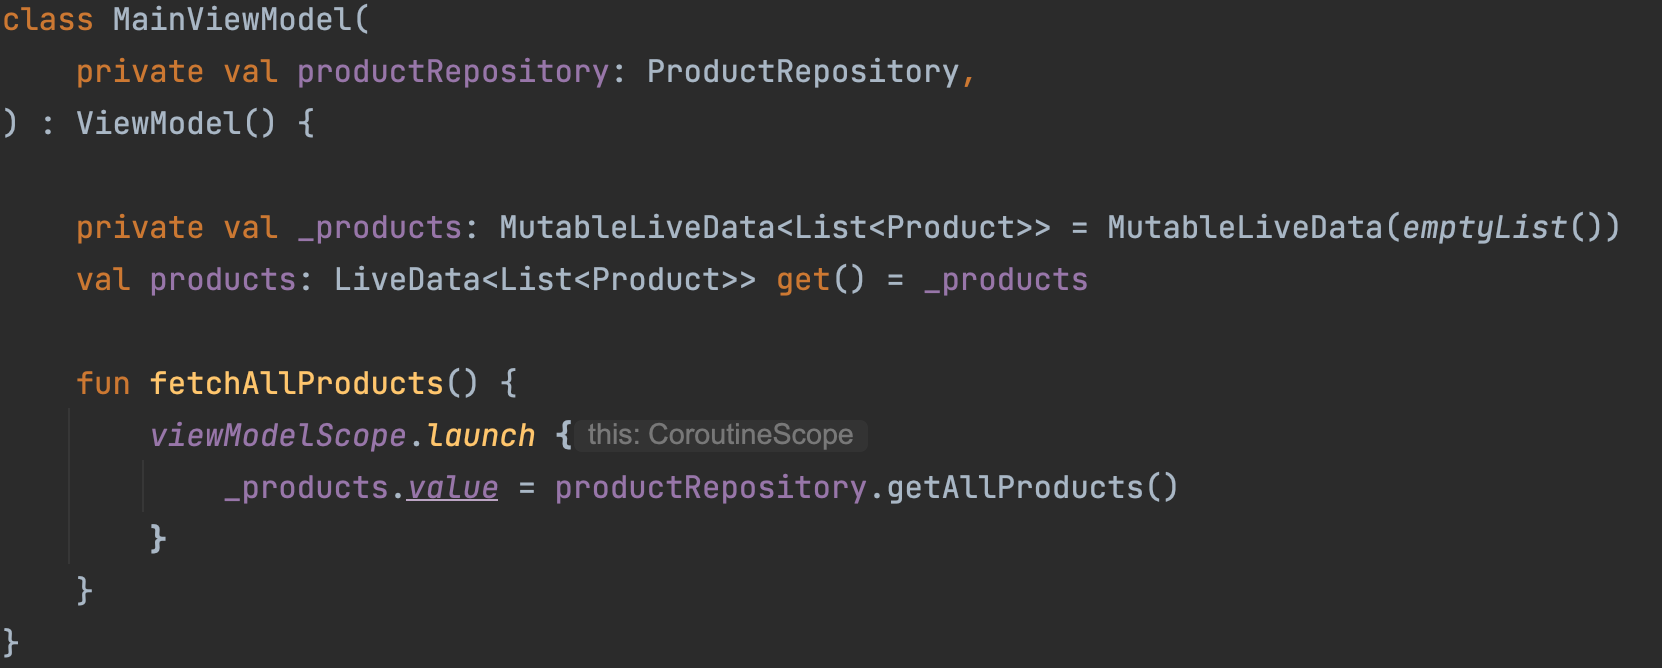 class MainViewModel(
    private val productRepository: ProductRepository,
) : ViewModel() {
    private val _products: MutableLiveData<List<Product>> = MutableLiveData(emptyList())
    val products: LiveData<List<Product>> get() = _products
    fun fetchAllProducts() {
        viewModelScope.launch { this: CoroutineScope
            _products.value = productRepository.getAllProducts()
        }
    }
}